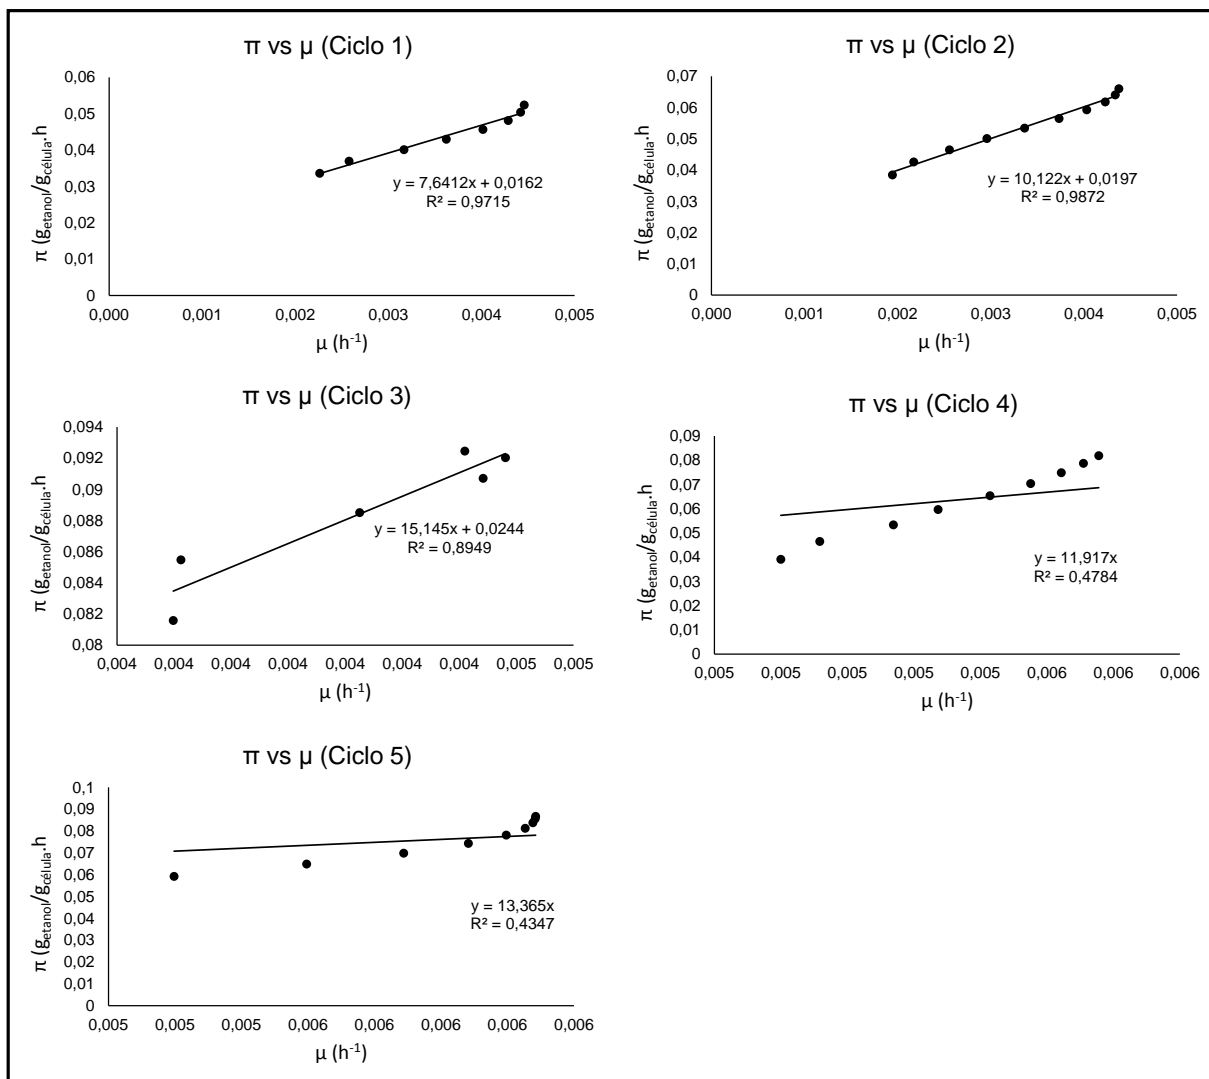 π vs μ (Ciclo 1)
0,06
0,05
0,04
0,03
0,02
0,01
0
π (getanol/gcélula.h
y = 7,6412x + 0,0162
R² = 0,9715
0,000 0,001 0,002 0,003 0,004 0,005
μ (h⁻¹)
π vs μ (Ciclo 2)
0,07
0,06
0,05
0,04
0,03
0,02
0,01
0
π (getanol/gcélula.h
y = 10,122x + 0,0197
R² = 0,9872
0,000 0,001 0,002 0,003 0,004 0,005
μ (h⁻¹)
π vs μ (Ciclo 3)
0,094
0,092
0,09
0,088
0,086
0,084
0,082
0,08
π (getanol/gcélula.h
y = 15,145x + 0,0244
R² = 0,8949
0,004 0,004 0,004 0,004 0,004 0,004 0,004 0,005 0,005
μ (h⁻¹)
π vs μ (Ciclo 4)
0,09
0,08
0,07
0,06
0,05
0,04
0,03
0,02
0,01
0
π (getanol/gcélula.h
y = 11,917x
R² = 0,4784
0,005 0,005 0,005 0,005 0,005 0,006 0,006 0,006
μ (h⁻¹)
π vs μ (Ciclo 5)
0,1
0,09
0,08
0,07
0,06
0,05
0,04
0,03
0,02
0,01
0
π (getanol/gcélula.h
y = 13,365x
R² = 0,4347
0,005 0,005 0,006 0,006 0,006 0,006 0,006
μ (h⁻¹)